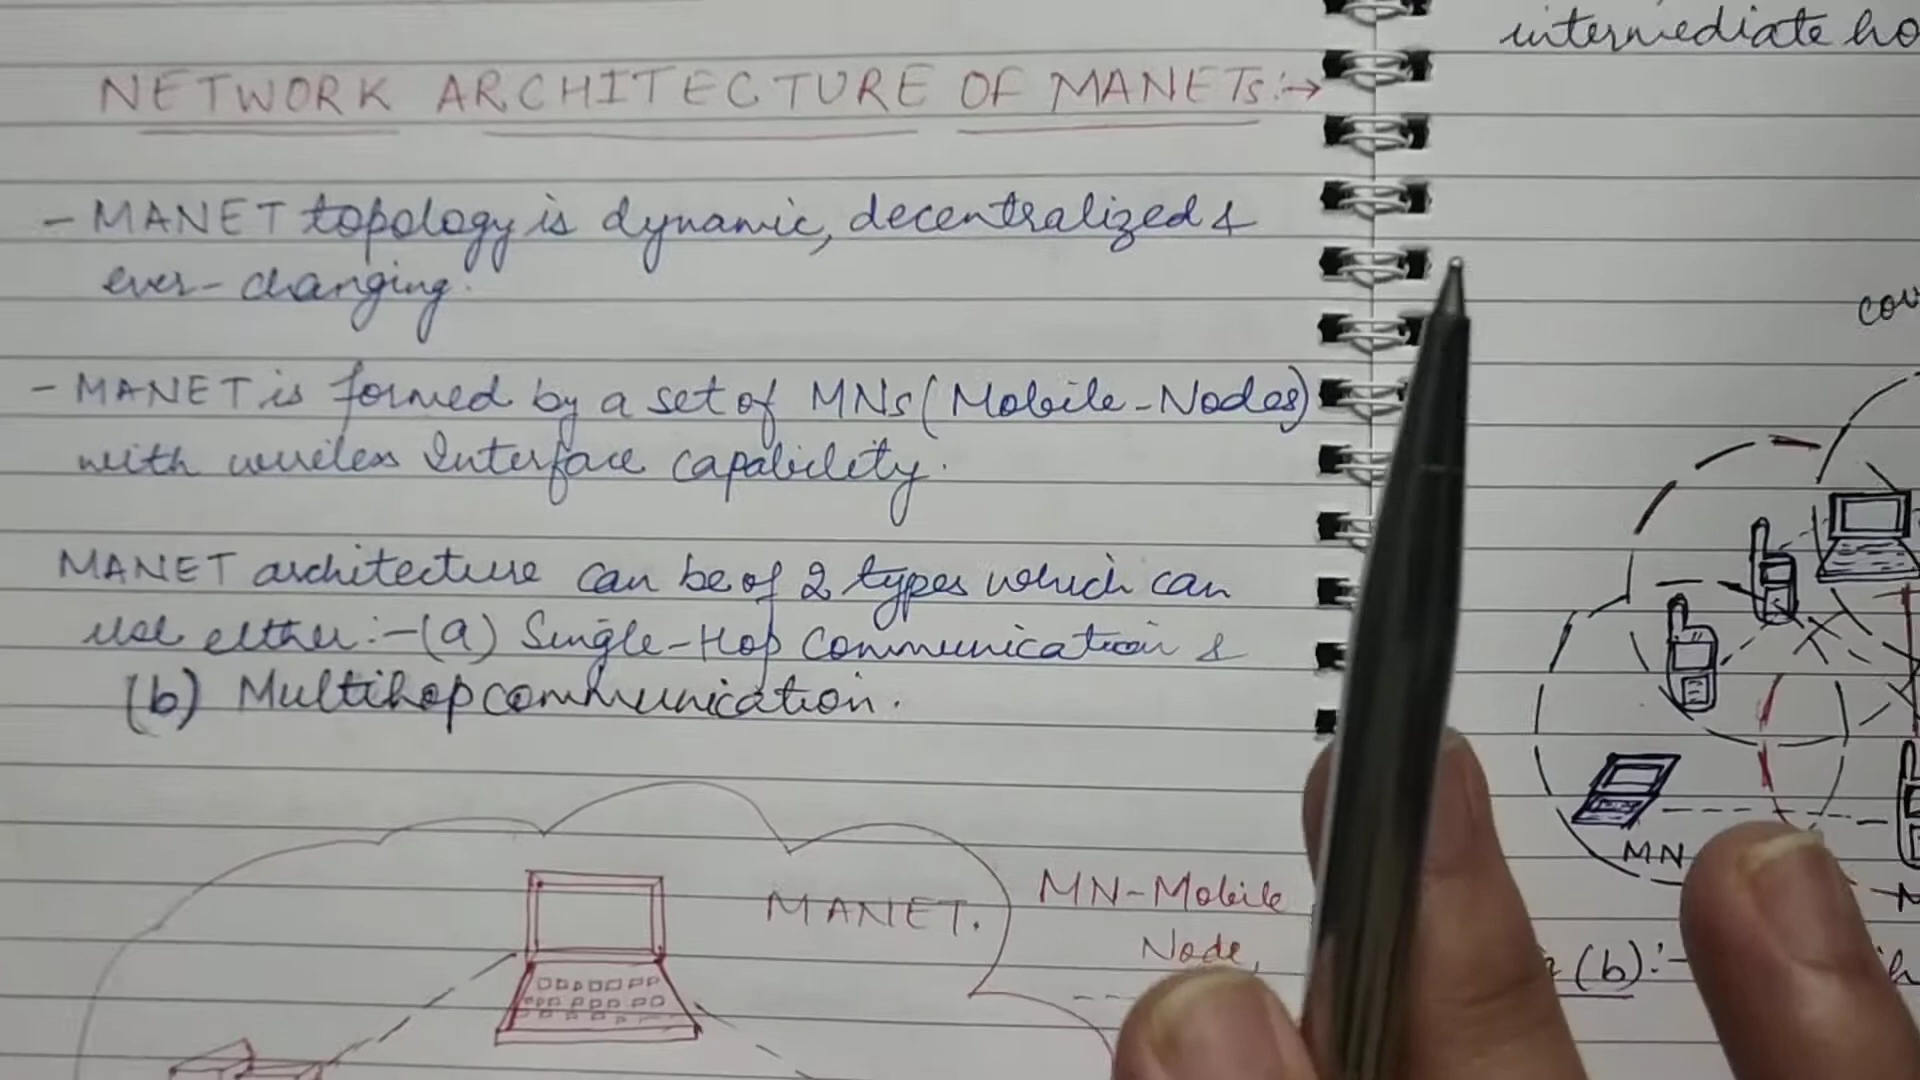 NETWORK ARCHITECTURE OF MANETs:→
- MANET topology is dynamic, decentralized &
ever-changing.
- MANET is formed by a set of MNs (Mobile-Nodes)
with wireless Interface capability.
MANET architecture can be of 2 types which can
use either:-(a) Single-Hop Communication &
(b) Multihop communication.
MANET.
MN-Mobile
Node,
intermediate
MN
(b):-